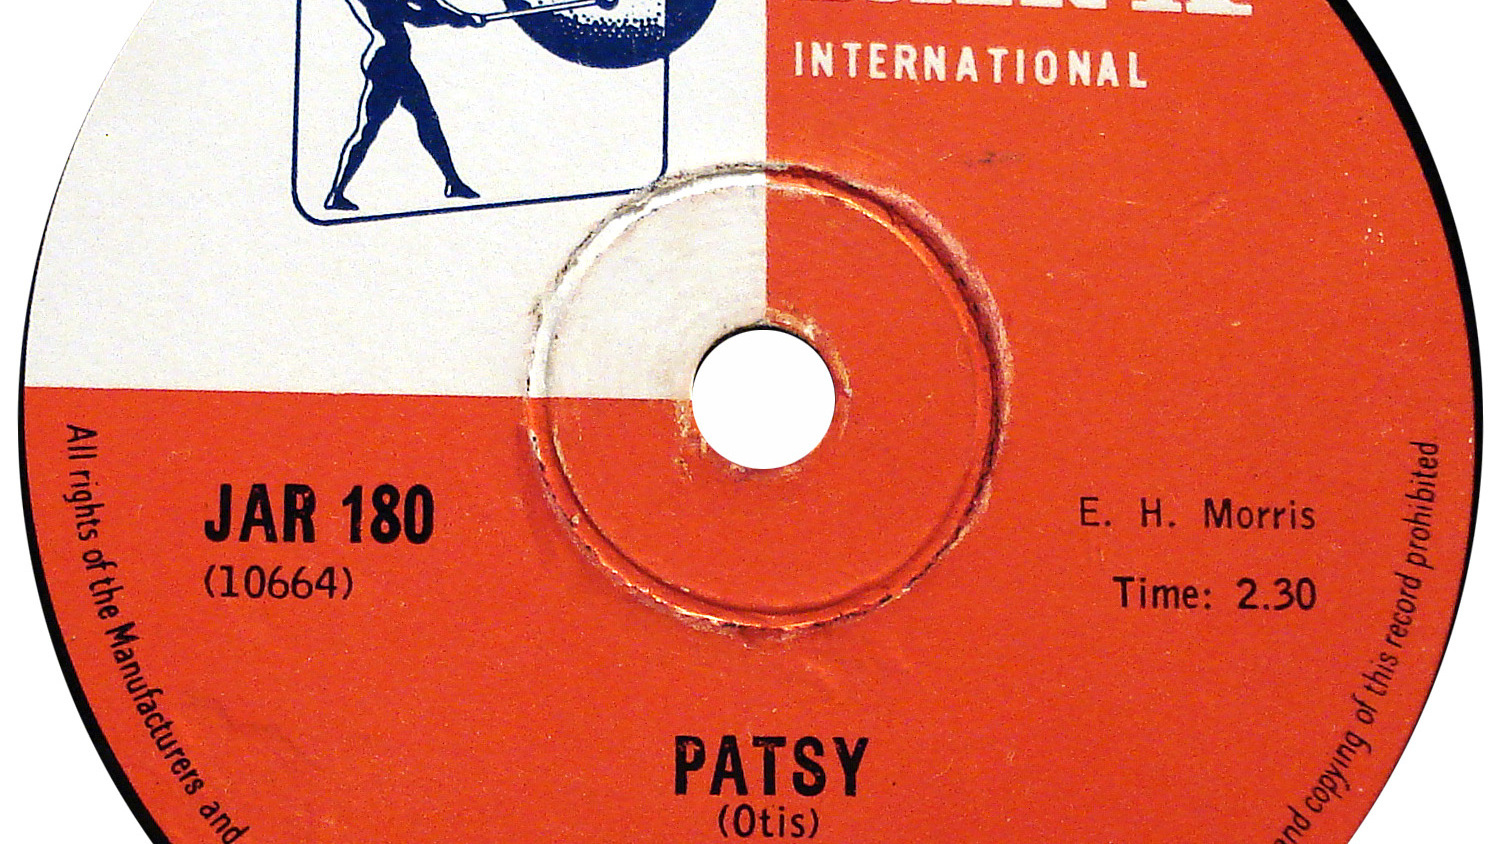 INTERNATIONAL
JAR 180
(10664)
E. H. Morris
Time: 2.30
PATSY
(Otis)
All rights of the Manufacturers and
and copying of this record prohibited